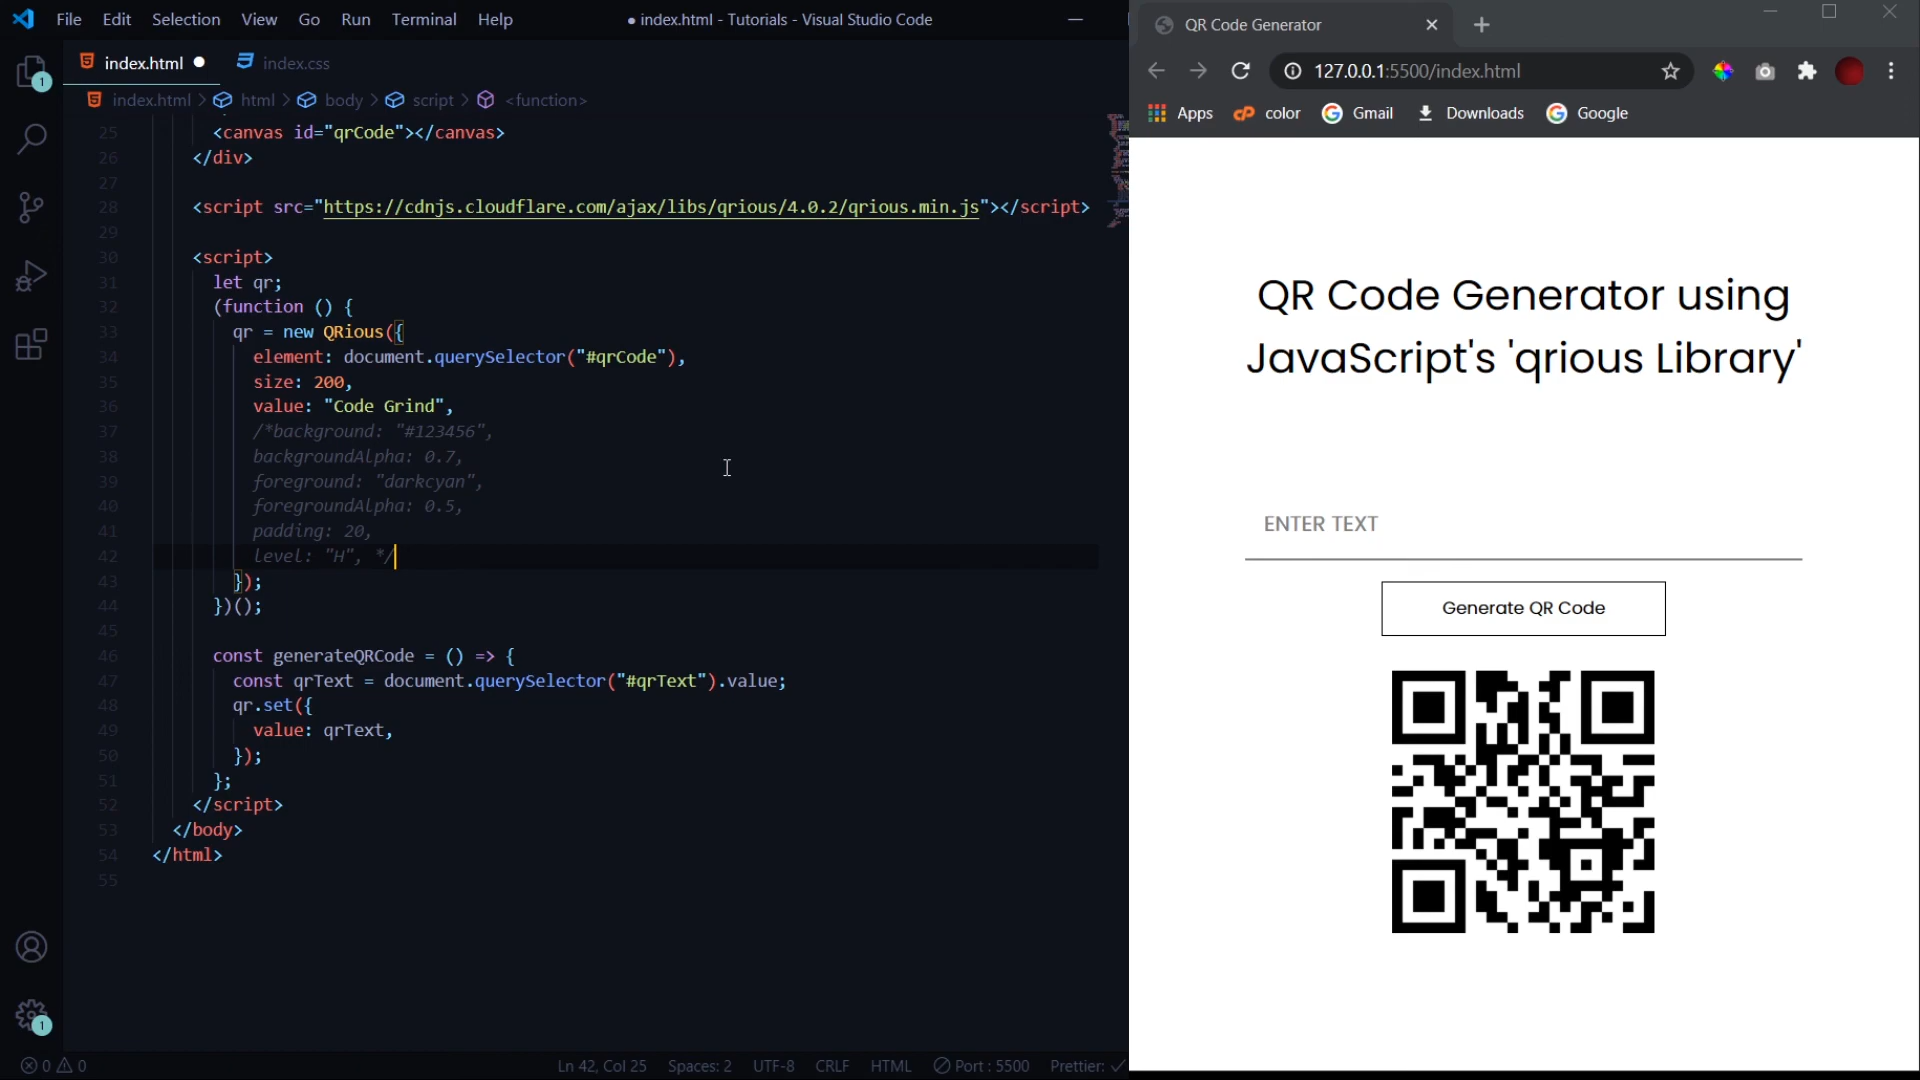 File Edit Selection View Go Run Terminal Help
● index.html - Tutorials - Visual Studio Code
index.html ●
index.css
index.html > html > body > script > <function>
25 <canvas id="qrCode"></canvas>
26 </div>
27
28 <script src="https://cdnjs.cloudflare.com/ajax/libs/qrious/4.0.2/qrious.min.js"></script>
29
30 <script>
31 let qr;
32 (function () {
33 qr = new QRious({
34 element: document.querySelector("#qrCode"),
35 size: 200,
36 value: "Code Grind",
37 /*background: "#123456",
38 backgroundAlpha: 0.7,
39 foreground: "darkcyan",
40 foregroundAlpha: 0.5,
41 padding: 20,
42 level: "H", */
43 });
44 })();
45
46 const generateQRCode = () => {
47 const qrText = document.querySelector("#qrText").value;
48 qr.set({
49 value: qrText,
50 });
51 };
52 </script>
53 </body>
54 </html>
55
1
1
0 0
Ln 42, Col 25 Spaces: 2 UTF-8 CRLF HTML Port : 5500 Prettier: ✓
QR Code Generator
127.0.0.1:5500/index.html
Apps color Gmail Downloads Google
QR Code Generator using
JavaScript's 'qrious Library'
ENTER TEXT
Generate QR Code